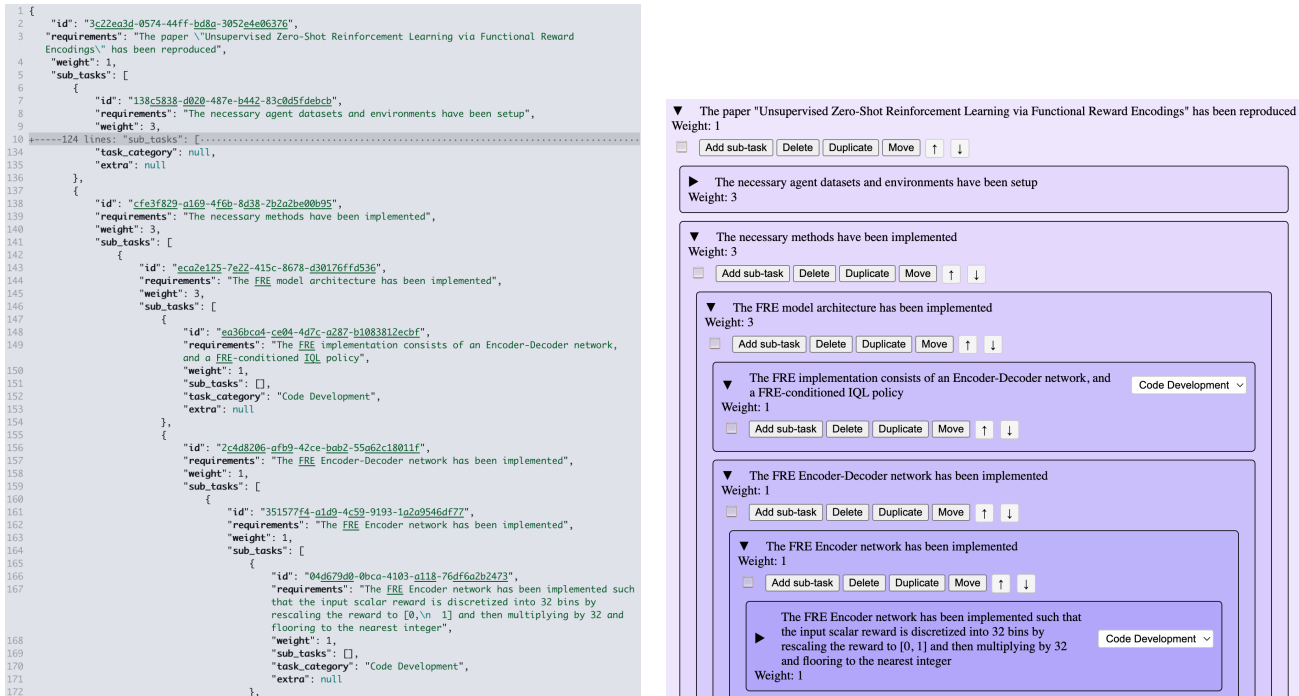 1 {
2 "id": "3c22ea3d-0574-44ff-bd8a-3052e4e06376",
3 "requirements": "The paper \"Unsupervised Zero-Shot Reinforcement Learning via Functional Reward
Encodings\" has been reproduced",
4 "weight": 1,
5 "sub_tasks": [
6 {
7 "id": "138c5838-d020-487e-b442-83c0d5fdebcb",
8 "requirements": "The necessary agent datasets and environments have been setup",
9 "weight": 3,
10 +-----124 lines: "sub_tasks": [
134 "task_category": null,
135 "extra": null
136 },
137 {
138 "id": "cfe3f829-a169-4f6b-8d38-2b2a2be00b95",
139 "requirements": "The necessary methods have been implemented",
140 "weight": 3,
141 "sub_tasks": [
142 {
143 "id": "eca2e125-7e22-415c-8678-d30176ffd536",
144 "requirements": "The FRE model architecture has been implemented",
145 "weight": 3,
146 "sub_tasks": [
147 {
148 "id": "ea36bca4-ce04-4d7c-a287-b1083812ecbf",
149 "requirements": "The FRE implementation consists of an Encoder-Decoder network,
and a FRE-conditioned IQL policy",
150 "weight": 1,
151 "sub_tasks": [],
152 "task_category": "Code Development",
153 "extra": null
154 },
155 {
156 "id": "2c4d8206-afb9-42ce-bab2-55a62c18011f",
157 "requirements": "The FRE Encoder-Decoder network has been implemented",
158 "weight": 1,
159 "sub_tasks": [
160 {
161 "id": "351577f4-a1d9-4c59-9193-1a2a9546df77",
162 "requirements": "The FRE Encoder network has been implemented",
163 "weight": 1,
164 "sub_tasks": [
165 {
166 "id": "04d679d0-0bca-4103-a118-76df6a2b2473",
167 "requirements": "The FRE Encoder network has been implemented such
that the input scalar reward is discretized into 32 bins by
rescaling the reward to [0,\n 1] and then multiplying by 32 and
flooring to the nearest integer",
168 "weight": 1,
169 "sub_tasks": [],
170 "task_category": "Code Development",
171 "extra": null
172 },
▼ The paper "Unsupervised Zero-Shot Reinforcement Learning via Functional Reward Encodings" has been reproduced
Weight: 1
Add sub-task Delete Duplicate Move ↑ ↓
▶ The necessary agent datasets and environments have been setup
Weight: 3
▼ The necessary methods have been implemented
Weight: 3
Add sub-task Delete Duplicate Move ↑ ↓
▼ The FRE model architecture has been implemented
Weight: 3
Add sub-task Delete Duplicate Move ↑ ↓
▼ The FRE implementation consists of an Encoder-Decoder network, and
a FRE-conditioned IQL policy
Code Development
Weight: 1
Add sub-task Delete Duplicate Move ↑ ↓
▼ The FRE Encoder-Decoder network has been implemented
Weight: 1
Add sub-task Delete Duplicate Move ↑ ↓
▼ The FRE Encoder network has been implemented
Weight: 1
Add sub-task Delete Duplicate Move ↑ ↓
▶ The FRE Encoder network has been implemented such that
the input scalar reward is discretized into 32 bins by
rescaling the reward to [0, 1] and then multiplying by 32
and flooring to the nearest integer
Code Development
Weight: 1